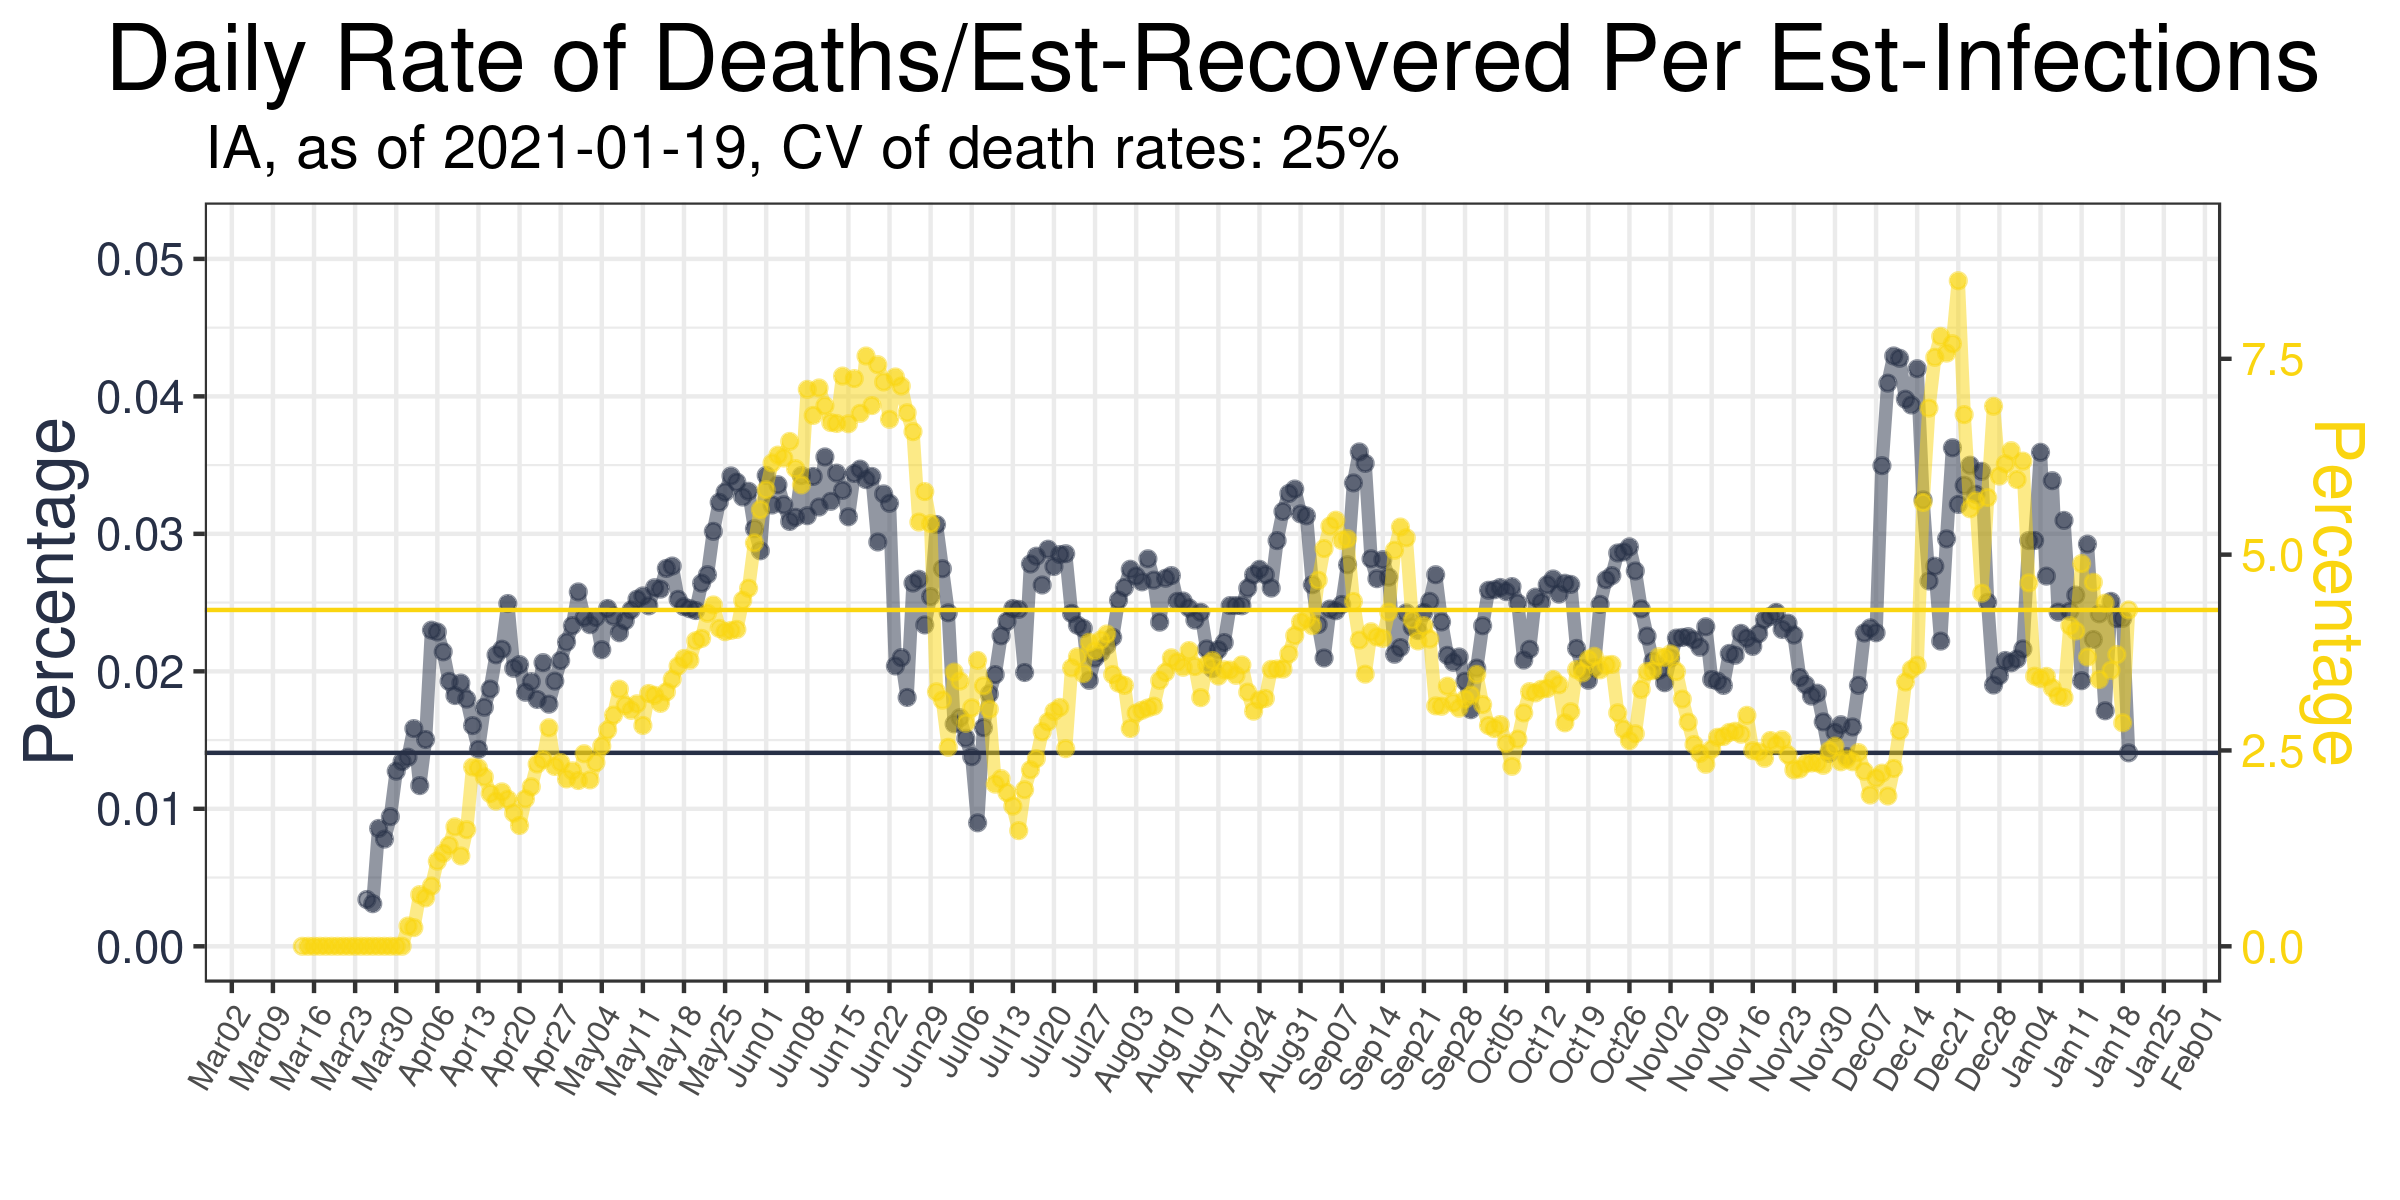 Daily Rate of Deaths/Est-Recovered Per Est-Infections
IA, as of 2021-01-19, CV of death rates: 25%
Percentage
0.05
0.04
0.03
0.02
0.01
0.00
7.5
5.0
2.5
0.0
Percentage
Mar02 Mar09 Mar16 Mar23 Mar30 Apr06 Apr13 Apr20 Apr27 May04 May11 May18 May25 Jun01 Jun08 Jun15 Jun22 Jun29 Jul06 Jul13 Jul20 Jul27 Aug03 Aug10 Aug17 Aug24 Aug31 Sep07 Sep14 Sep21 Sep28 Oct05 Oct12 Oct19 Oct26 Nov02 Nov09 Nov16 Nov23 Nov30 Dec07 Dec14 Dec21 Dec28 Jan04 Jan11 Jan18 Jan25 Feb01